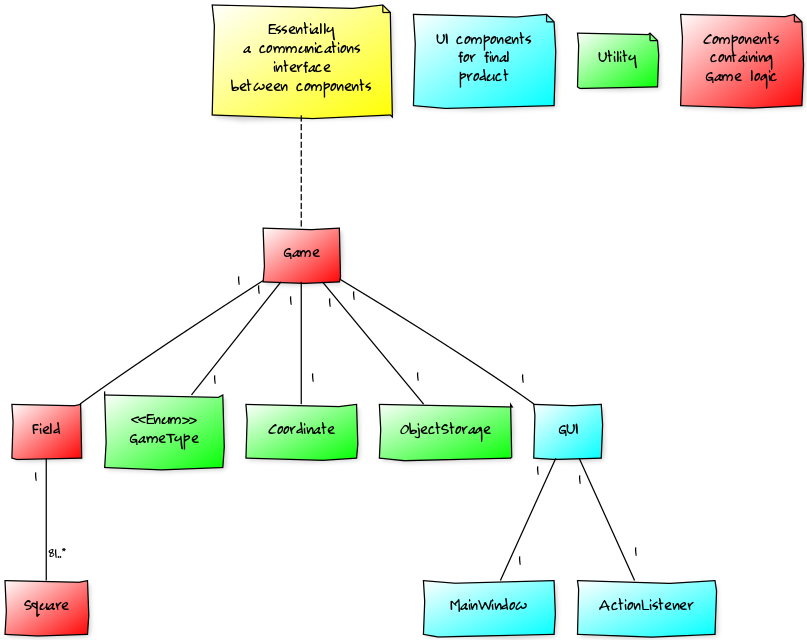 Essentially
a communications
interface
between components
UI components
for final
product
Utility
Components
containing
Game logic
Game
1
1
1
1
1
1
1
1
1
Field
<<Enum>>
GameType
Coordinate
ObjectStorage
GUI
1
1
1
81..*
1
1
Square
MainWindow
ActionListener